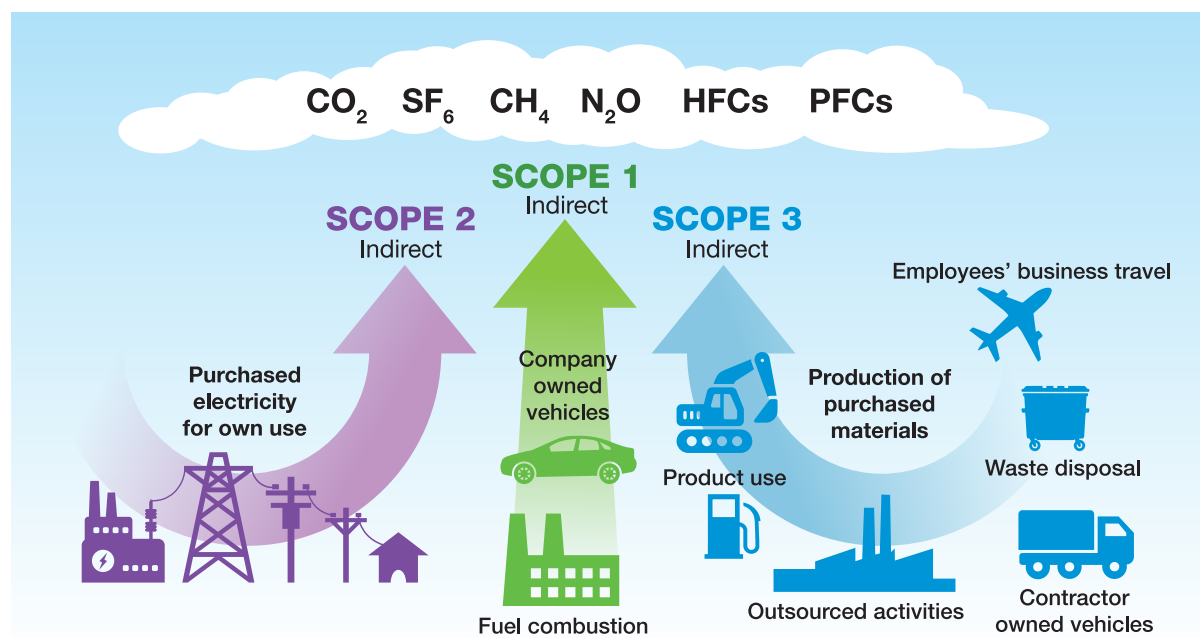 CO₂ SF₆ CH₄ N₂O HFCs PFCs
SCOPE 1
Indirect
SCOPE 2
Indirect
SCOPE 3
Indirect
Employees’ business travel
Purchased
electricity
for own use
Company
owned
vehicles
Production of
purchased
materials
Product use
Waste disposal
Fuel combustion
Outsourced activities
Contractor
owned vehicles